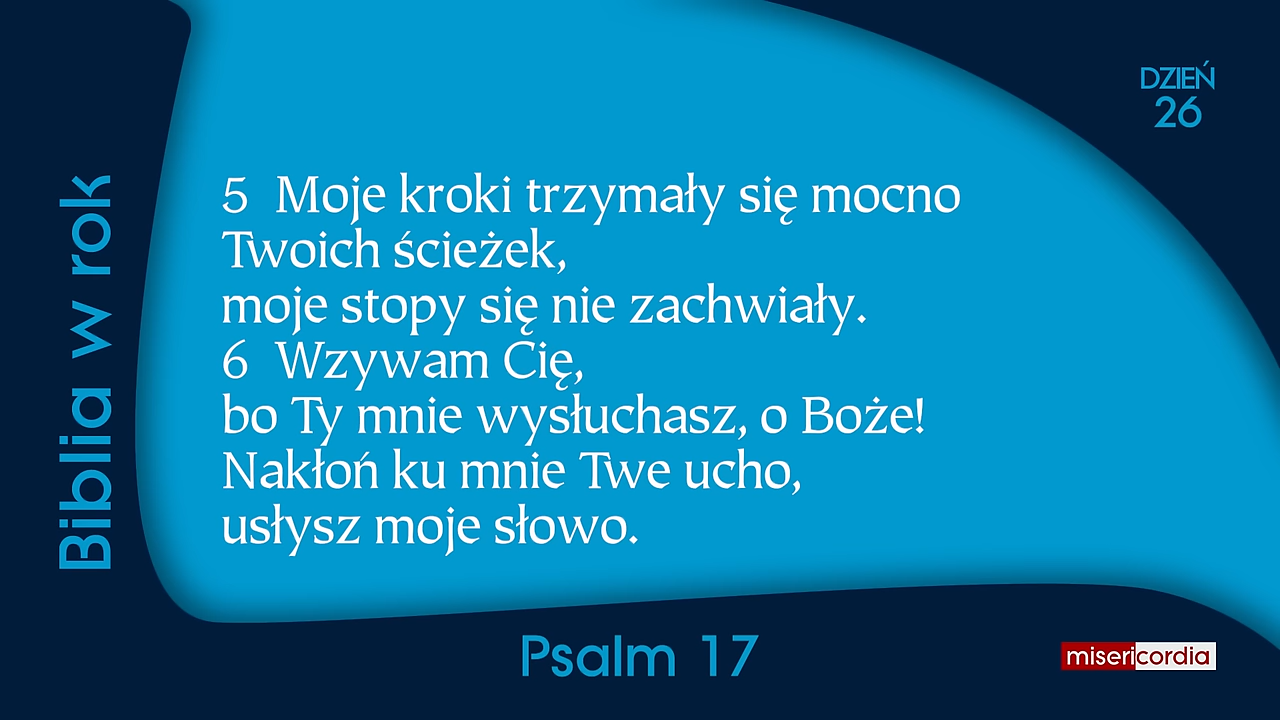 DZIEŃ
26
Biblia w rok
5 Moje kroki trzymały się mocno
Twoich ścieżek,
moje stopy się nie zachwiały.
6 Wzywam Cię,
bo Ty mnie wysłuchasz, o Boże!
Nakłoń ku mnie Twe ucho,
usłysz moje słowo.
Psalm 17
misericordia